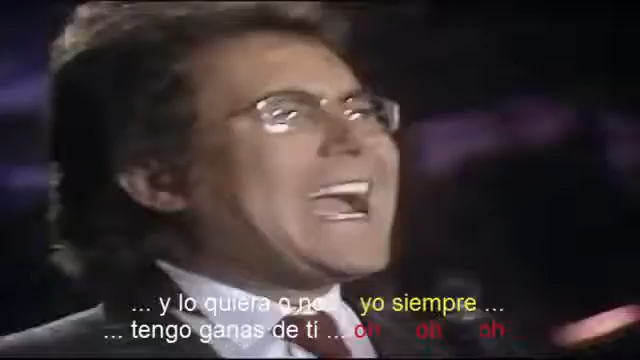 ... y lo quiera o no yo siempre ...
... tengo ganas de ti ... oh oh oh